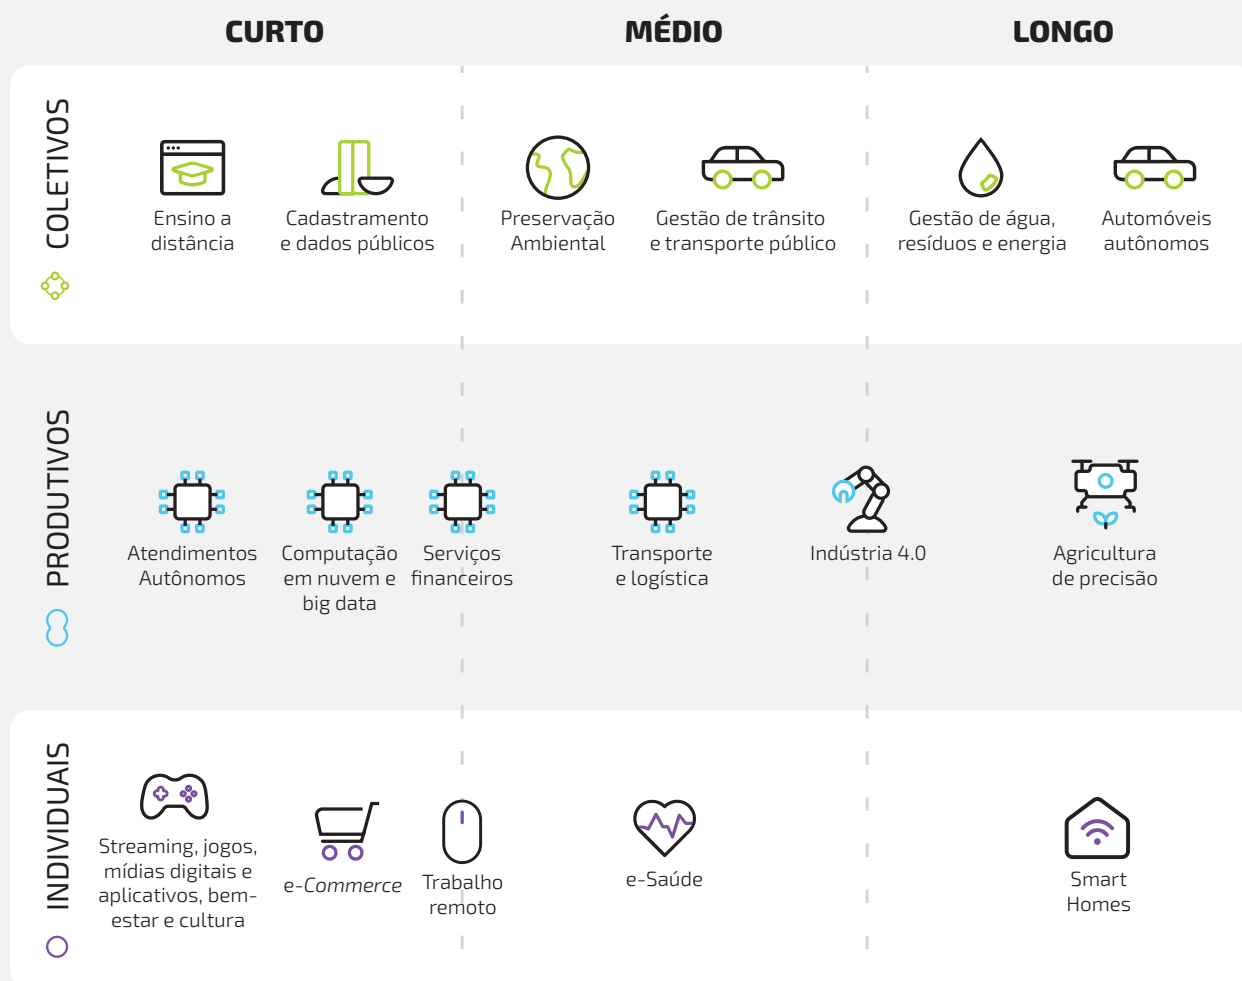 CURTO
MÉDIO
LONGO
COLETIVOS
Ensino a
distância
Cadastramento
e dados públicos
Preservação
Ambiental
Gestão de trânsito
e transporte público
Gestão de água,
resíduos e energia
Automóveis
autônomos
PRODUTIVOS
Atendimentos
Autônomos
Computação
em nuvem e
big data
Serviços
financeiros
Transporte
e logística
Indústria 4.0
Agricultura
de precisão
INDIVIDUAIS
Streaming, jogos,
mídias digitais e
aplicativos, bem-
estar e cultura
e-Commerce
Trabalho
remoto
e-Saúde
Smart
Homes